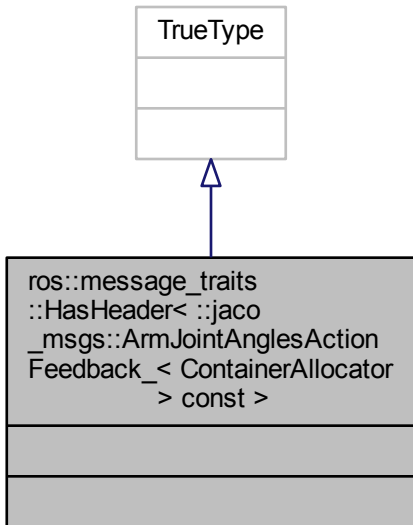 TrueType
ros::message_traits
::HasHeader< ::jaco
_msgs::ArmJointAnglesAction
Feedback_< ContainerAllocator
> const >